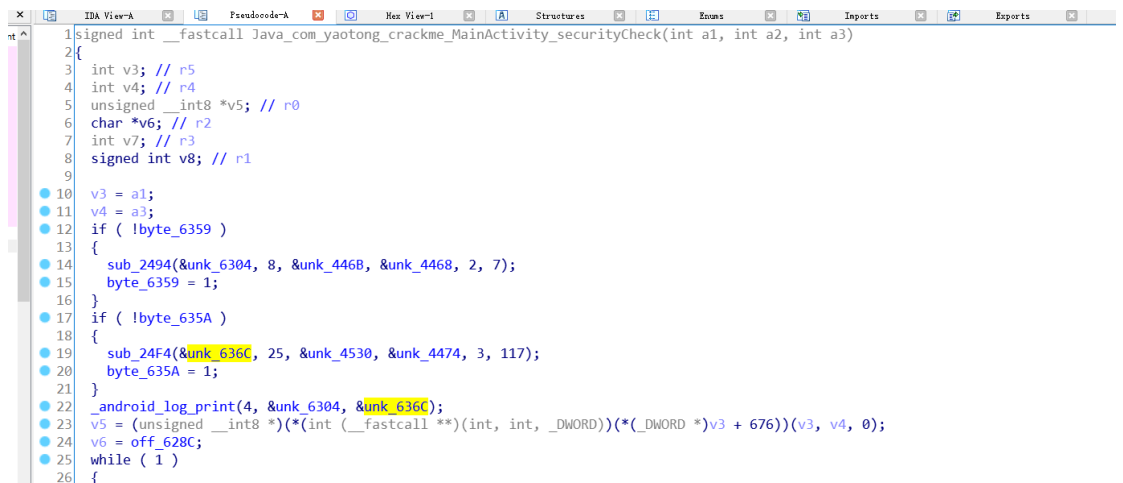 IDA View-A Pseudocode-A Hex View-1 Structures Enums Imports Exports
nt
1 signed int __fastcall Java_com_yaotong_crackme_MainActivity_securityCheck(int a1, int a2, int a3)
2 {
3 int v3; // r5
4 int v4; // r4
5 unsigned __int8 *v5; // r0
6 char *v6; // r2
7 int v7; // r3
8 signed int v8; // r1
9
10 v3 = a1;
11 v4 = a3;
12 if ( !byte_6359 )
13 {
14 sub_2494(&unk_6304, 8, &unk_446B, &unk_4468, 2, 7);
15 byte_6359 = 1;
16 }
17 if ( !byte_635A )
18 {
19 sub_24F4(&unk_636C, 25, &unk_4530, &unk_4474, 3, 117);
20 byte_635A = 1;
21 }
22 _android_log_print(4, &unk_6304, &unk_636C);
23 v5 = (unsigned __int8 *)(*(int (__fastcall **)(int, int, _DWORD))(*(_DWORD *)v3 + 676))(v3, v4, 0);
24 v6 = off_628C;
25 while ( 1 )
26 {